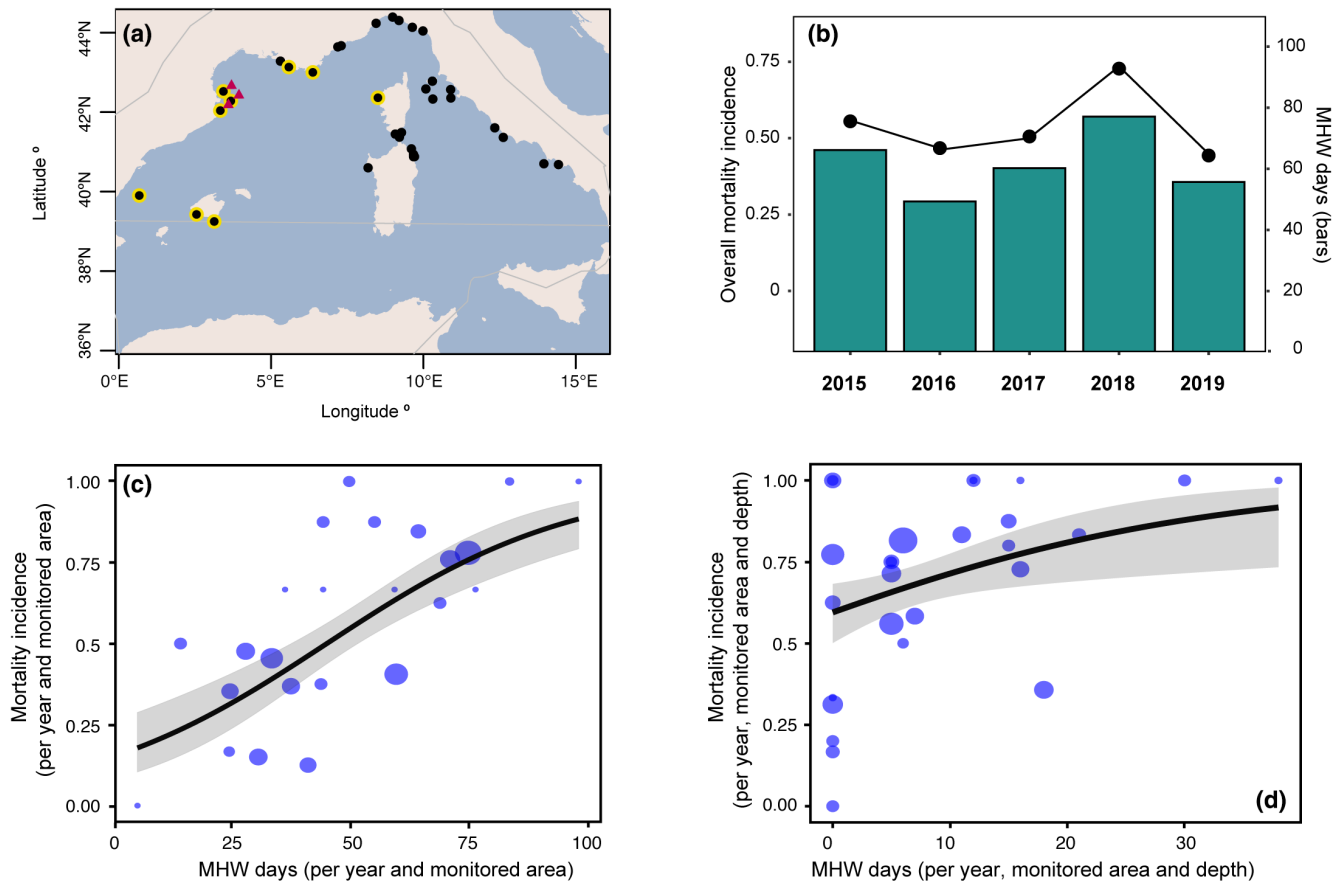 (a)
44°N
42°N
40°N
38°N
36°N
Latitude º
0°E
5°E
10°E
15°E
Longitude º
(b)
0.75
0.50
0.25
0
Overall mortality incidence
100
80
60
40
20
0
MHW days (bars)
2015
2016
2017
2018
2019
(c)
1.00
0.75
0.5
0.25
0.00
Mortality incidence
(per year and monitored area)
0
25
50
75
100
MHW days (per year and monitored area)
1.00
0.75
0.5
0.25
0.00
Mortality incidence
(per year, monitored area and depth)
(d)
0
10
20
30
MHW days (per year, monitored area and depth)